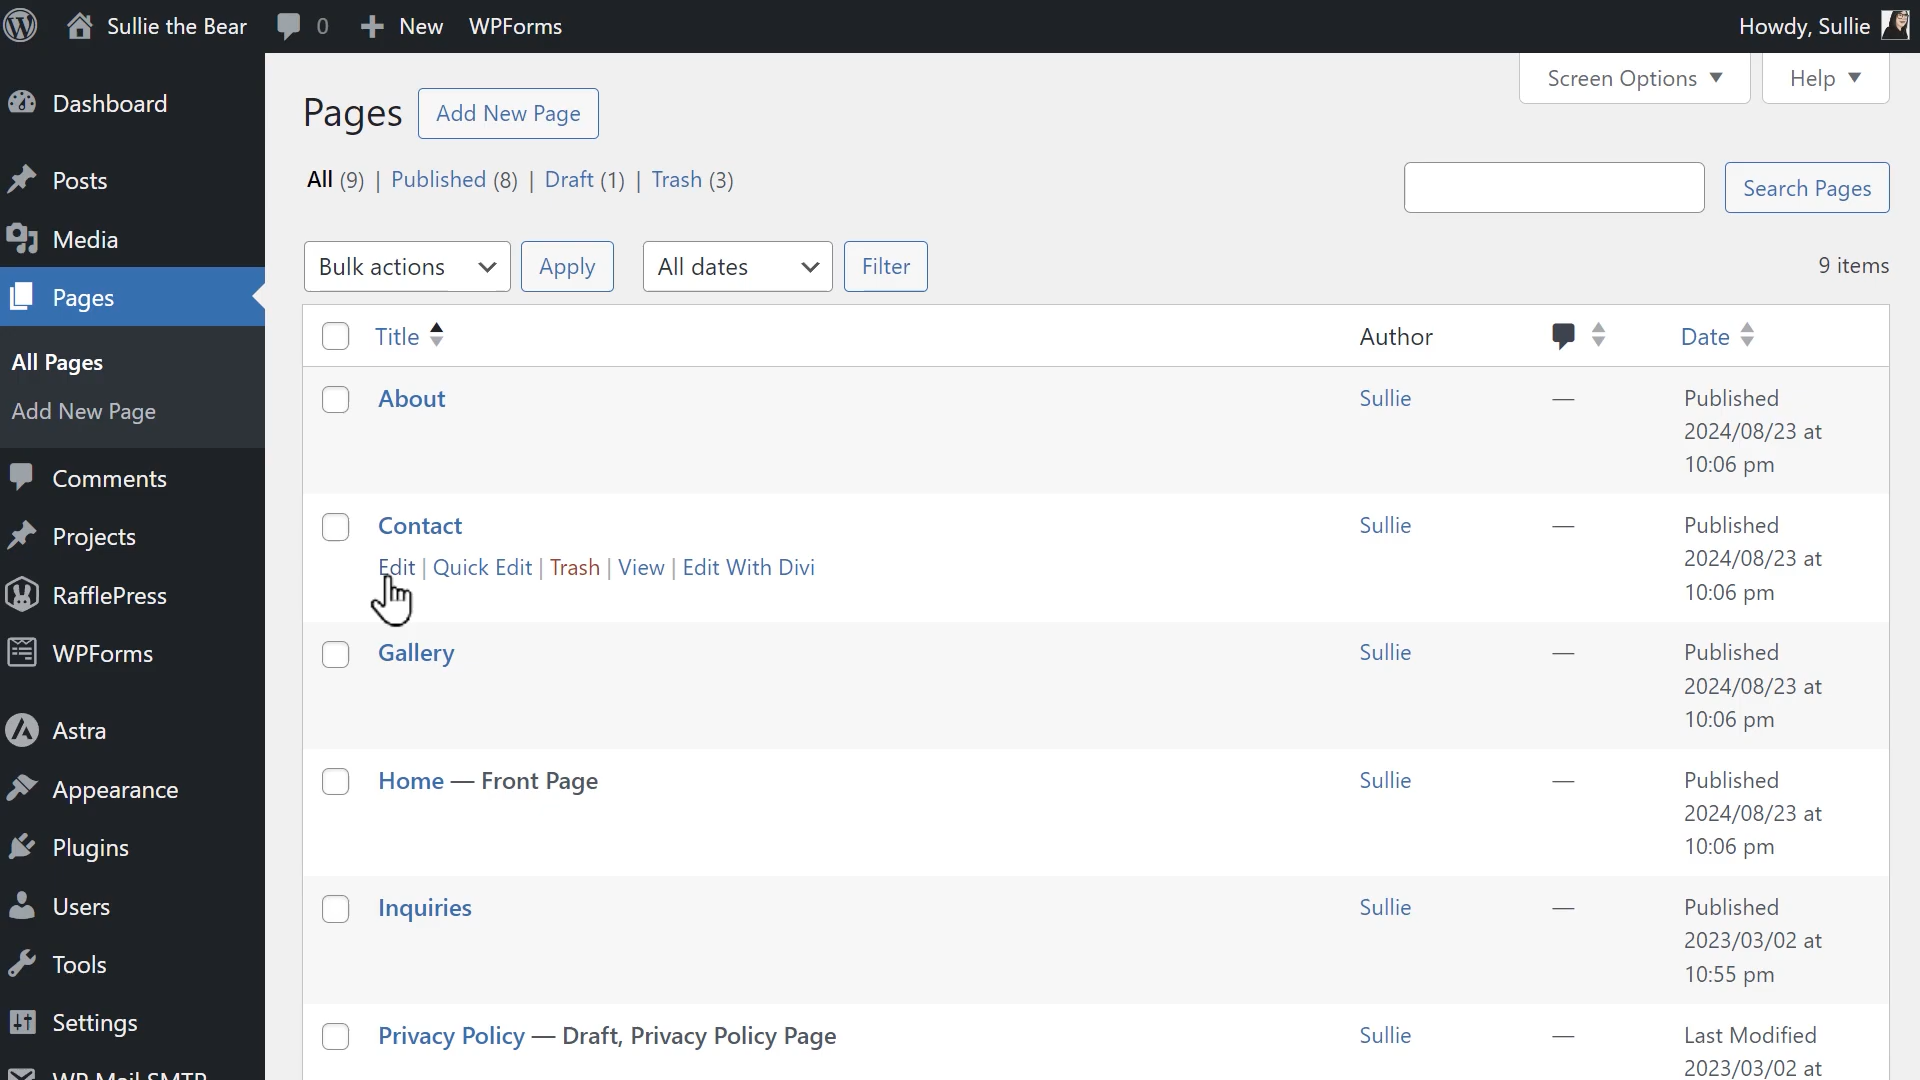 Sullie the Bear 0 New WPForms Howdy, Sullie
Screen Options Help
Dashboard
Posts
Media
Pages
All Pages
Add New Page
Comments
Projects
RafflePress
WPForms
Astra
Appearance
Plugins
Users
Tools
Settings
WP Mail SMTP
Pages Add New Page
All (9) | Published (8) | Draft (1) | Trash (3)
Search Pages
Bulk actions Apply All dates Filter 9 items
Title Author Date
About Sullie — Published
2024/08/23 at
10:06 pm
Contact Sullie — Published
Edit | Quick Edit | Trash | View | Edit With Divi 2024/08/23 at
10:06 pm
Gallery Sullie — Published
2024/08/23 at
10:06 pm
Home — Front Page Sullie — Published
2024/08/23 at
10:06 pm
Inquiries Sullie — Published
2023/03/02 at
10:55 pm
Privacy Policy — Draft, Privacy Policy Page Sullie — Last Modified
2023/03/02 at